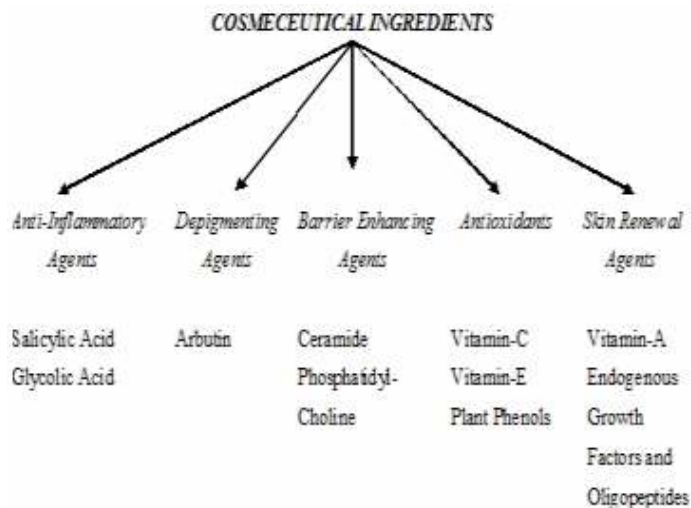 COSMECEUTICAL INGREDIENTS
Anti-Inflammatory
Agents
Depigmenting
Agents
Barrier Enhancing
Agents
Antioxidants
Skin Renewal
Agents
Salicylic Acid
Glycolic Acid
Arbutin
Ceramide
Phosphatidyl-
Choline
Vitamin-C
Vitamin-E
Plant Phenols
Vitamin-A
Endogenous
Growth
Factors and
Oligopeptides